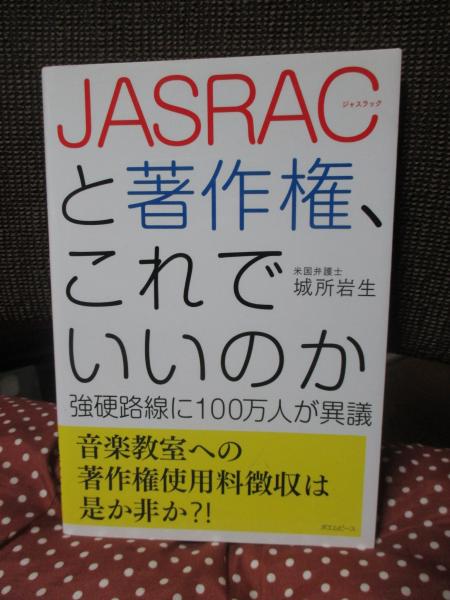 JASRAC
ジャスラック
と著作権、
これで
米国弁護士
城所岩生
いいのか
強硬路線に100万人が異議
音楽教室への
著作権使用料徴収は
是か非か?!
ポエムピース